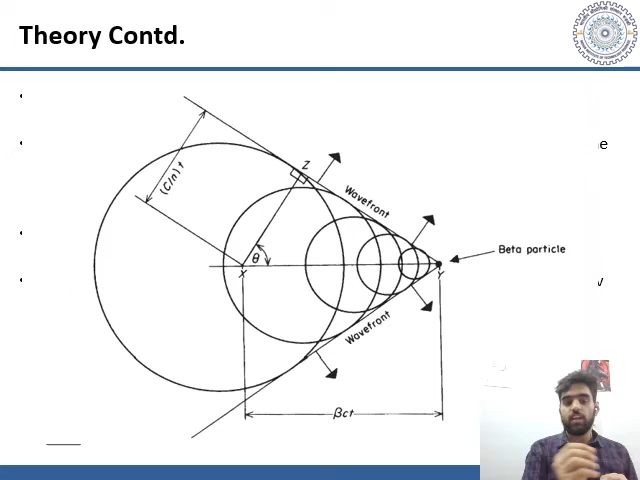 Theory Contd.
Z
(C/n) t
Wavefront
θ
X
Y
Beta particle
Wavefront
βct